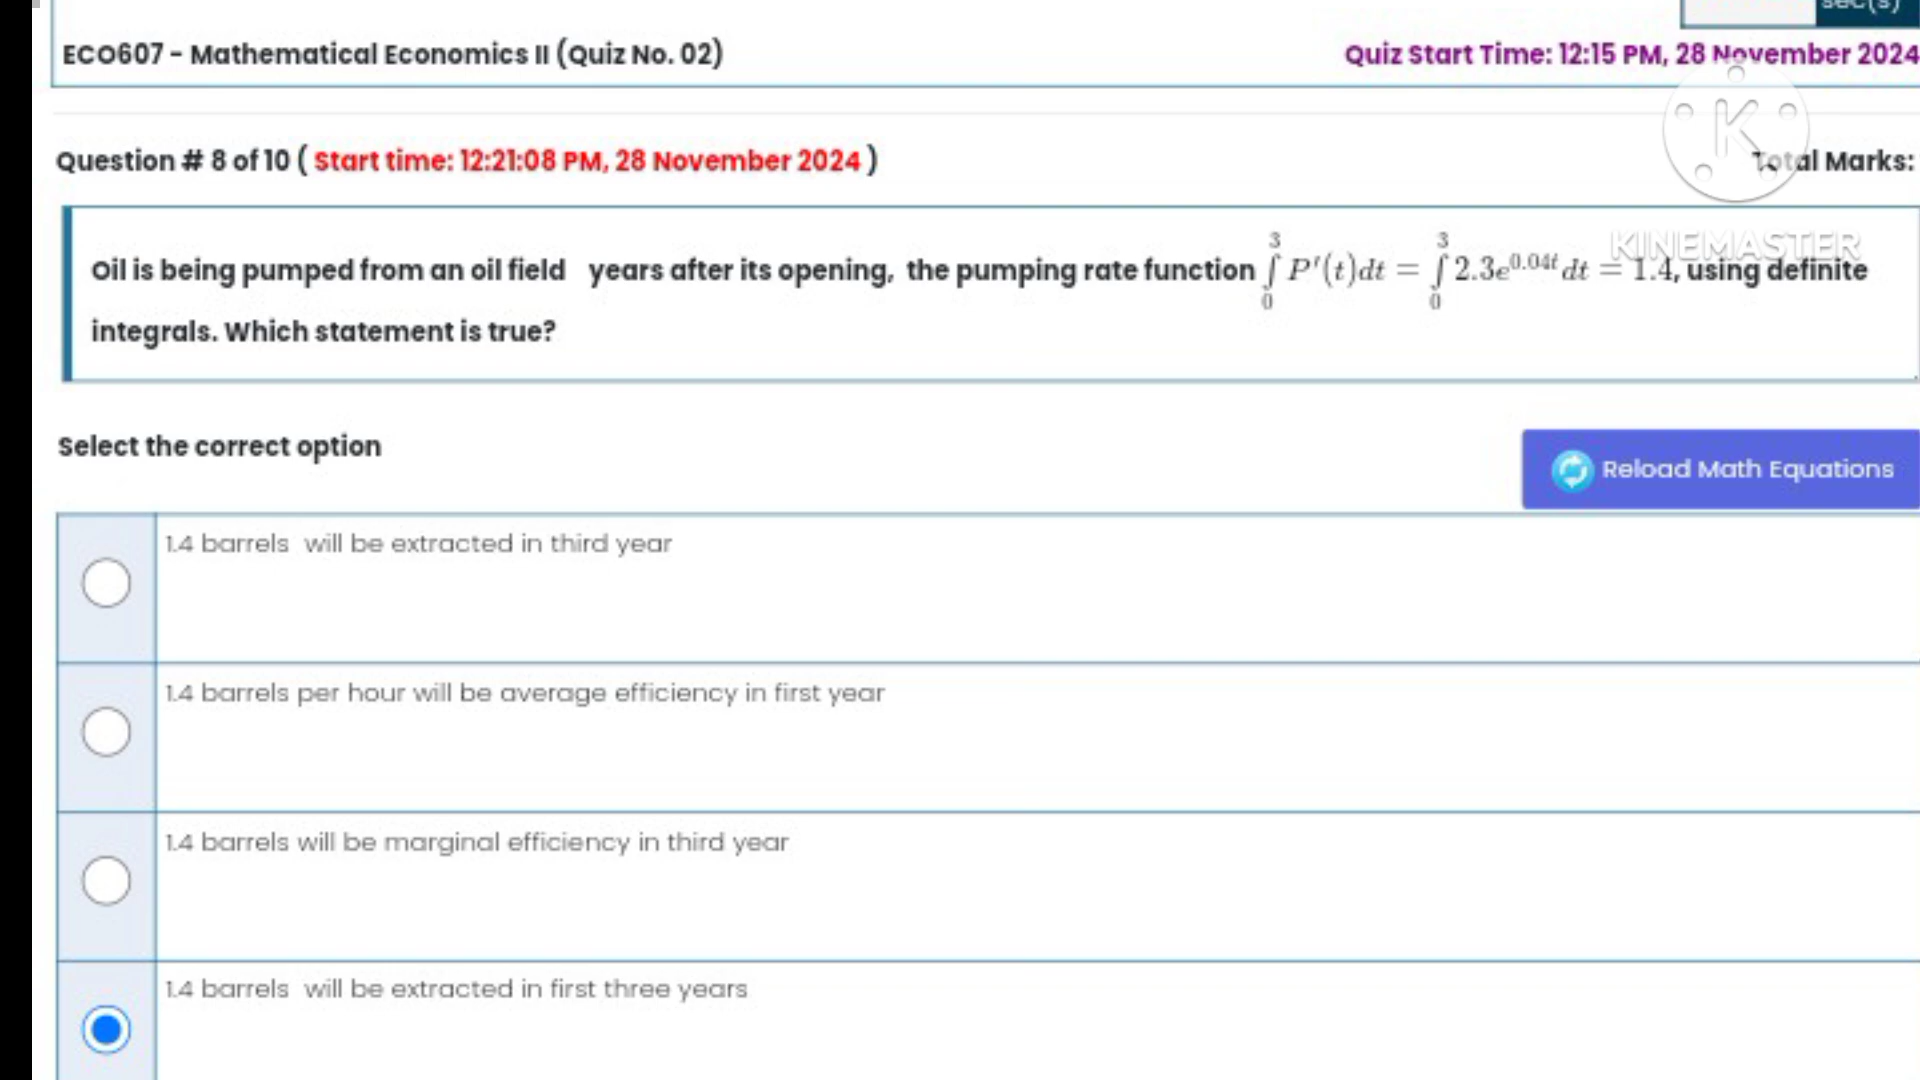 sec(s)
ECO607 - Mathematical Economics II (Quiz No. 02)
Quiz Start Time: 12:15 PM, 28 November 2024
Question # 8 of 10 ( Start time: 12:21:08 PM, 28 November 2024 )
Total Marks:
K
KINEMASTER
Oil is being pumped from an oil field years after its opening, the pumping rate function ∫₀³ P′(t)dt = ∫₀³ 2.3e^{0.04t} dt = 1.4, using definite
integrals. Which statement is true?
Select the correct option
Reload Math Equations
1.4 barrels will be extracted in third year
1.4 barrels per hour will be average efficiency in first year
1.4 barrels will be marginal efficiency in third year
1.4 barrels will be extracted in first three years